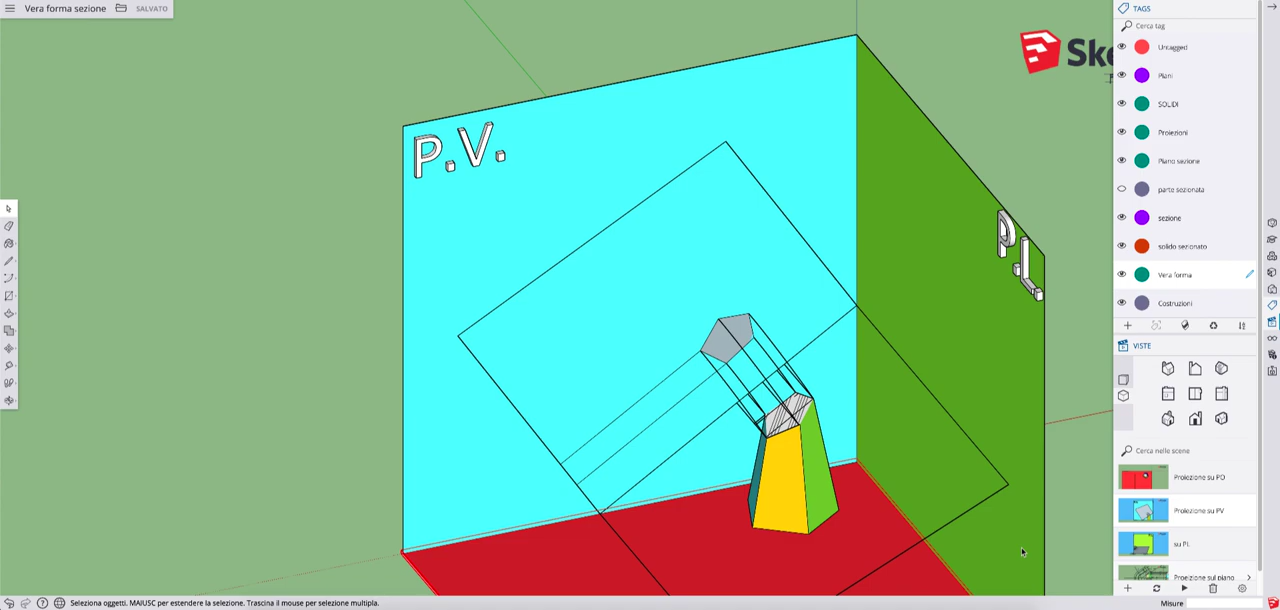 Vera forma sezione
SALVATO
P.V.
P.L.
Ske
TAGS
Cerca tag
Untagged
Piani
SOLIDI
Proiezioni
Piano sezione
parte sezionata
sezione
solido sezionato
Vera forma
Costruzioni
VISTE
Cerca nelle scene
Proiezione su PO
Proiezione su PV
su PL
Proeizione sul piano
Seleziona oggetti. MAIUSC per estendere la selezione. Trascina il mouse per selezione multipla.
Misure